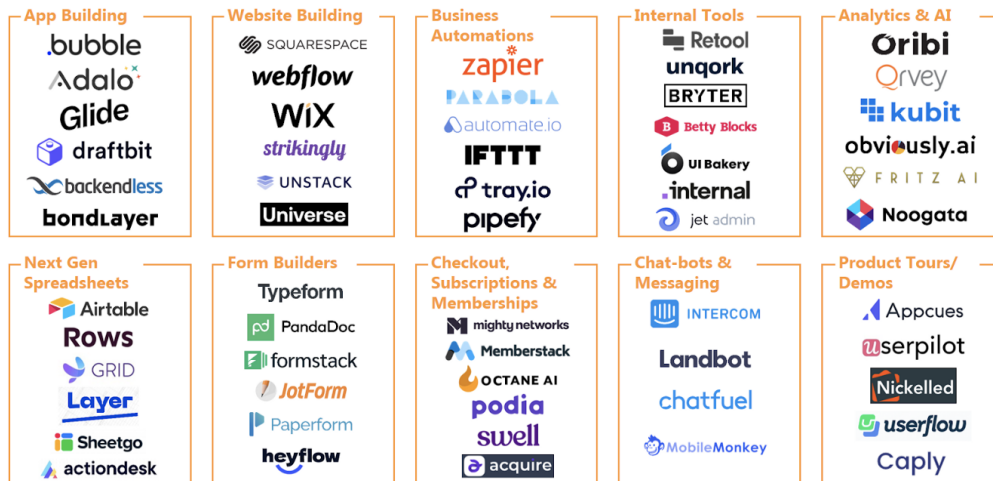 App Building
.bubble
Adalo
Glide
draftbit
backendless
bondLayer
Website Building
SQUARESPACE
webflow
WiX
strikingly
UNSTACK
Universe
Business
Automations
zapier
PARABOLA
automate.io
IFTTT
tray.io
pipefy
Internal Tools
Retool
unqork
BRYTER
Betty Blocks
UI Bakery
.internal
jet admin
Analytics & AI
Oribi
Qrvey
kubit
obviously.ai
FRITZ AI
Noogata
Next Gen
Spreadsheets
Airtable
Rows
GRID
Layer
Sheetgo
actiondesk
Form Builders
Typeform
pd PandaDoc
formstack
JotForm
Paperform
heyflow
Checkout,
Subscriptions &
Memberships
mighty networks
Memberstack
OCTANE AI
podia
swell
acquire
Chat-bots &
Messaging
INTERCOM
Landbot
chatfuel
MobileMonkey
Product Tours/
Demos
Appcues
userpilot
Nickelled
userflow
Caply